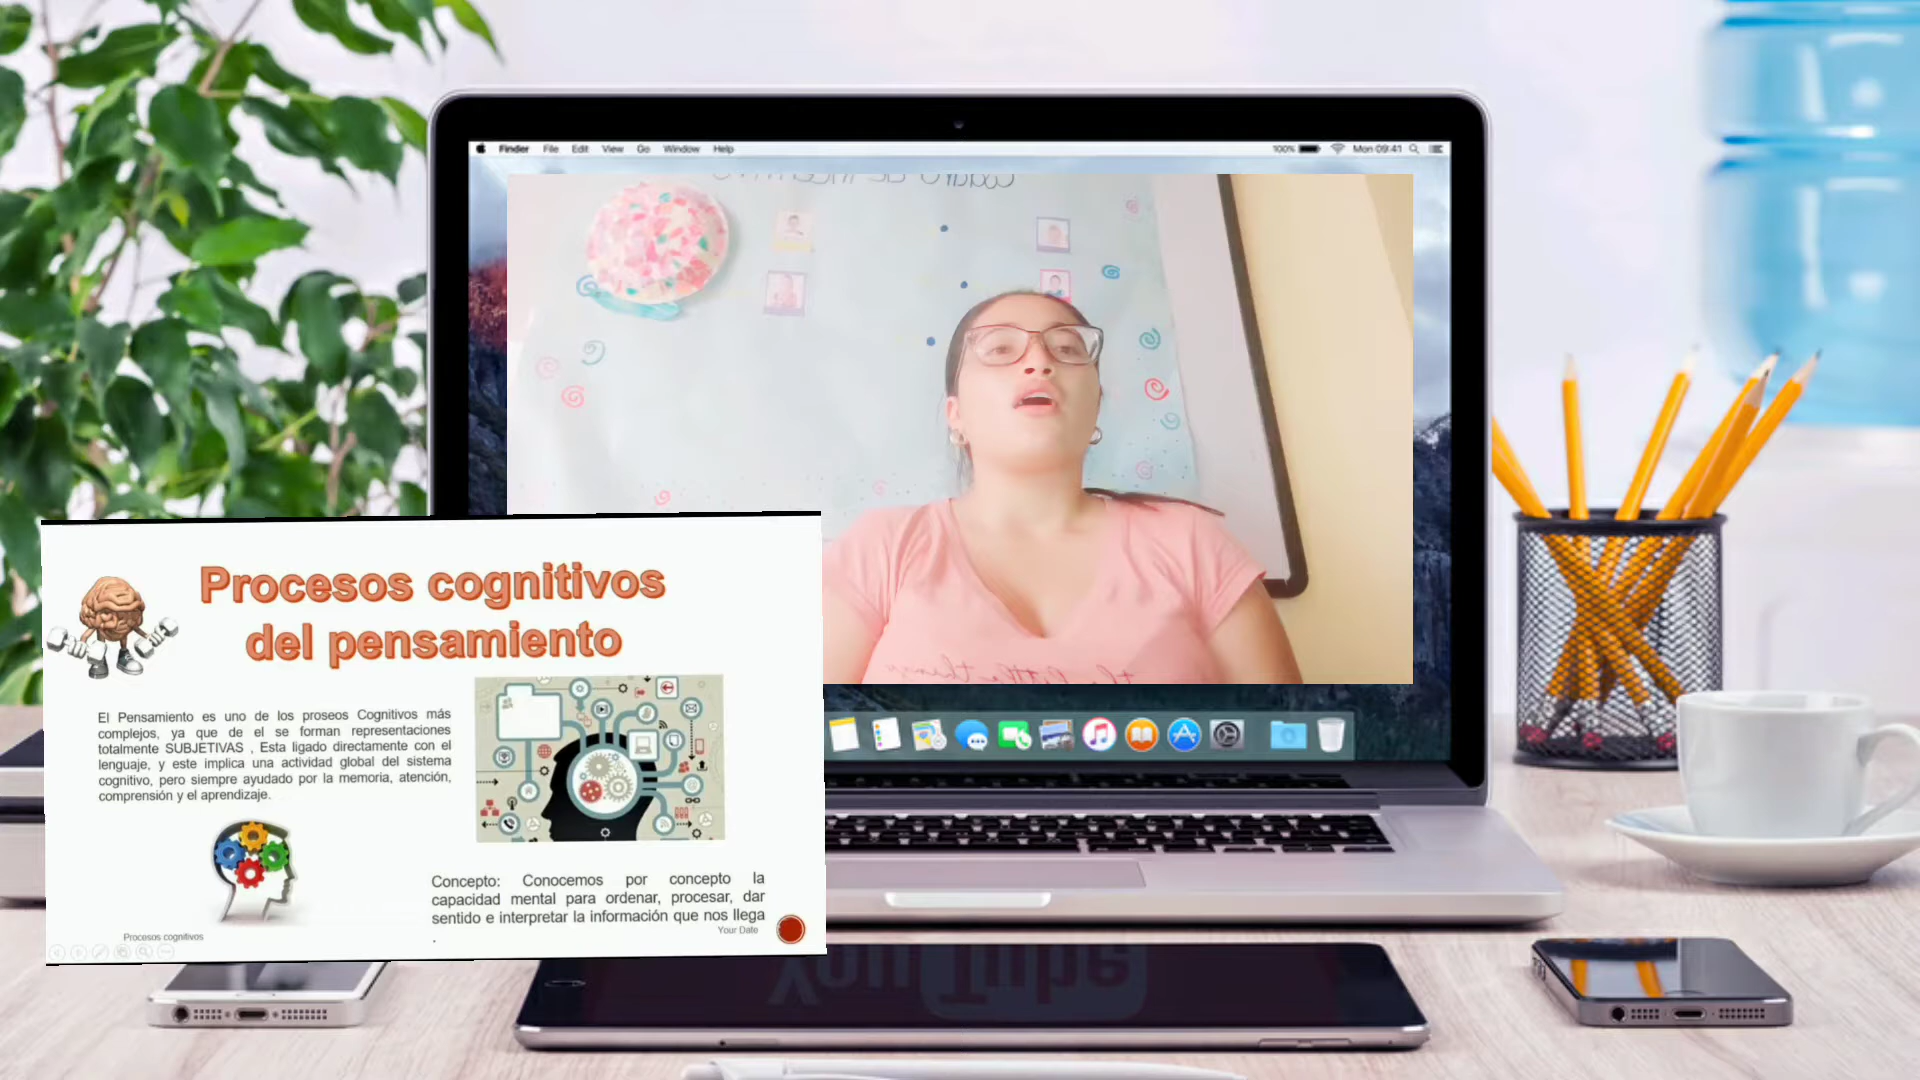 Finder File Edit View Go Window Help
100% Mon 09:41
Procesos cognitivos
del pensamiento
El Pensamiento es uno de los proseos Cognitivos más
complejos, ya que de el se forman representaciones
totalmente SUBJETIVAS , Esta ligado directamente con el
lenguaje, y este implica una actividad global del sistema
cognitivo, pero siempre ayudado por la memoria, atención,
comprensión y el aprendizaje.
Concepto: Conocemos por concepto la
capacidad mental para ordenar, procesar, dar
sentido e interpretar la información que nos llega
.
Your Date
Procesos cognitivos
YouTube